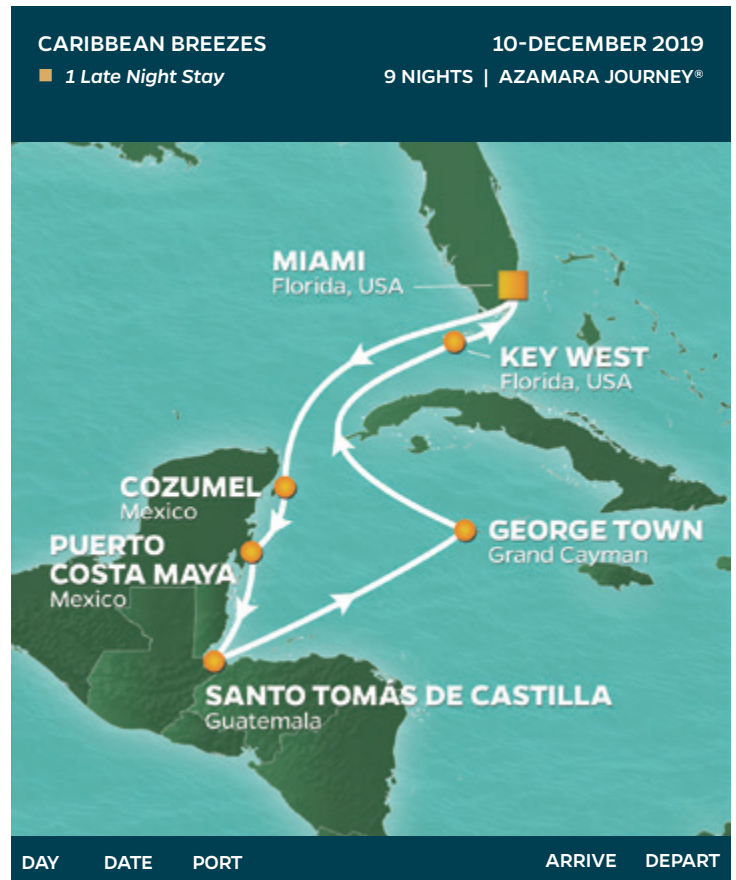 CARIBBEAN BREEZES
10-DECEMBER 2019
1 Late Night Stay
9 NIGHTS | AZAMARA JOURNEY®
MIAMI
Florida, USA
KEY WEST
Florida, USA
COZUMEL
Mexico
PUERTO
COSTA MAYA
Mexico
GEORGE TOWN
Grand Cayman
SANTO TOMÁS DE CASTILLA
Guatemala
DAY DATE PORT ARRIVE DEPART